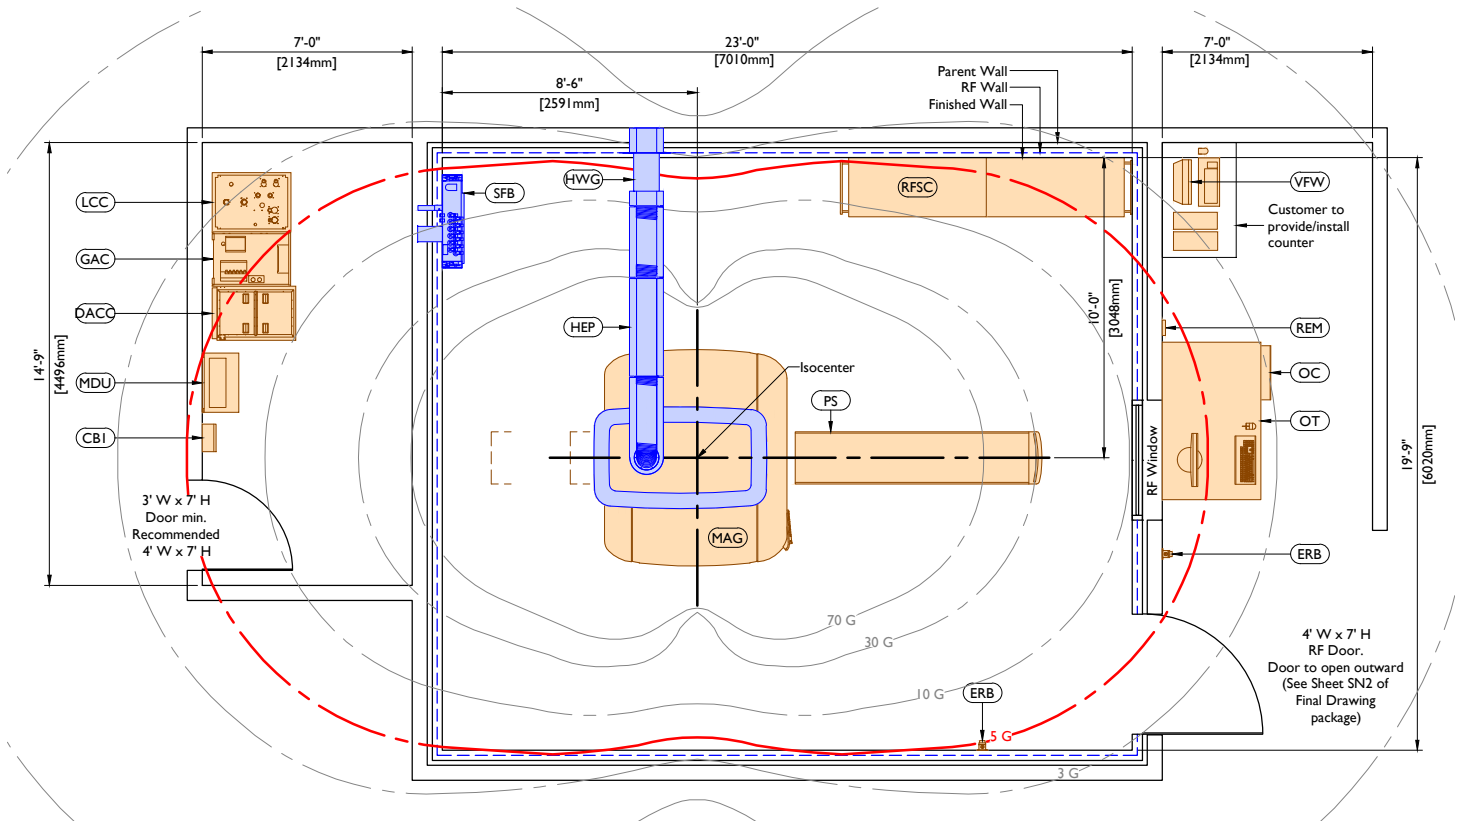 7'-0"
[2134mm]
23'-0"
[7010mm]
7'-0"
[2134mm]
8'-6"
[2591mm]
Parent Wall
RF Wall
Finished Wall
LCC
GAC
DACC
MDU
CB1
14'-9"
[4496mm]
SFB
HWG
HEP
RFSC
VFW
Customer to
provide/install
counter
10'-0"
[3048mm]
REM
OC
OT
ERB
Isocenter
PS
MAG
RF Window
19'-9"
[6020mm]
3' W x 7' H
Door min.
Recommended
4' W x 7' H
70 G
30 G
10 G
ERB
5 G
3 G
4' W x 7' H
RF Door.
Door to open outward
(See Sheet SN2 of
Final Drawing
package)